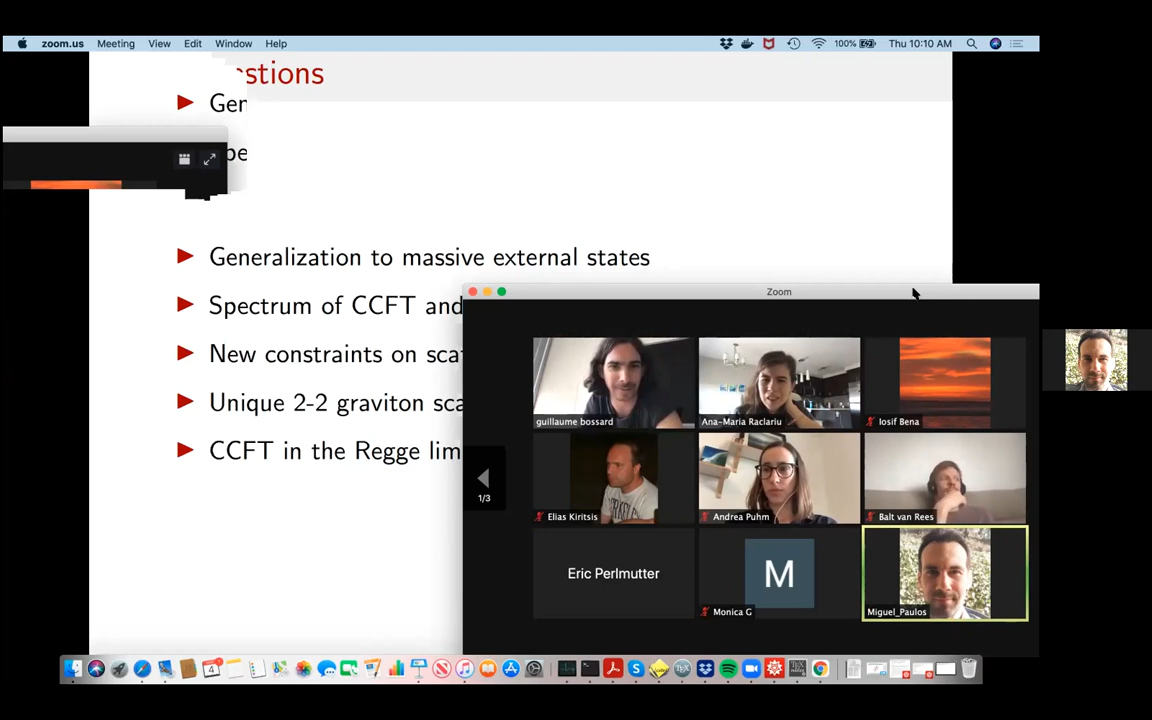 zoom.us Meeting View Edit Window Help 100% Thu 10:10 AM
stions
Ger
be
Generalization to massive external states
Spectrum of CCFT and
New constraints on sca
Unique 2-2 graviton sca
CCFT in the Regge lim
Zoom
guillaume bossard
Ana-Maria Raclariu
Iosif Bena
1/3
Elias Kiritsis
Andrea Puhm
Balt van Rees
Eric Perlmutter
M
Monica G
Miguel_Paulos
4